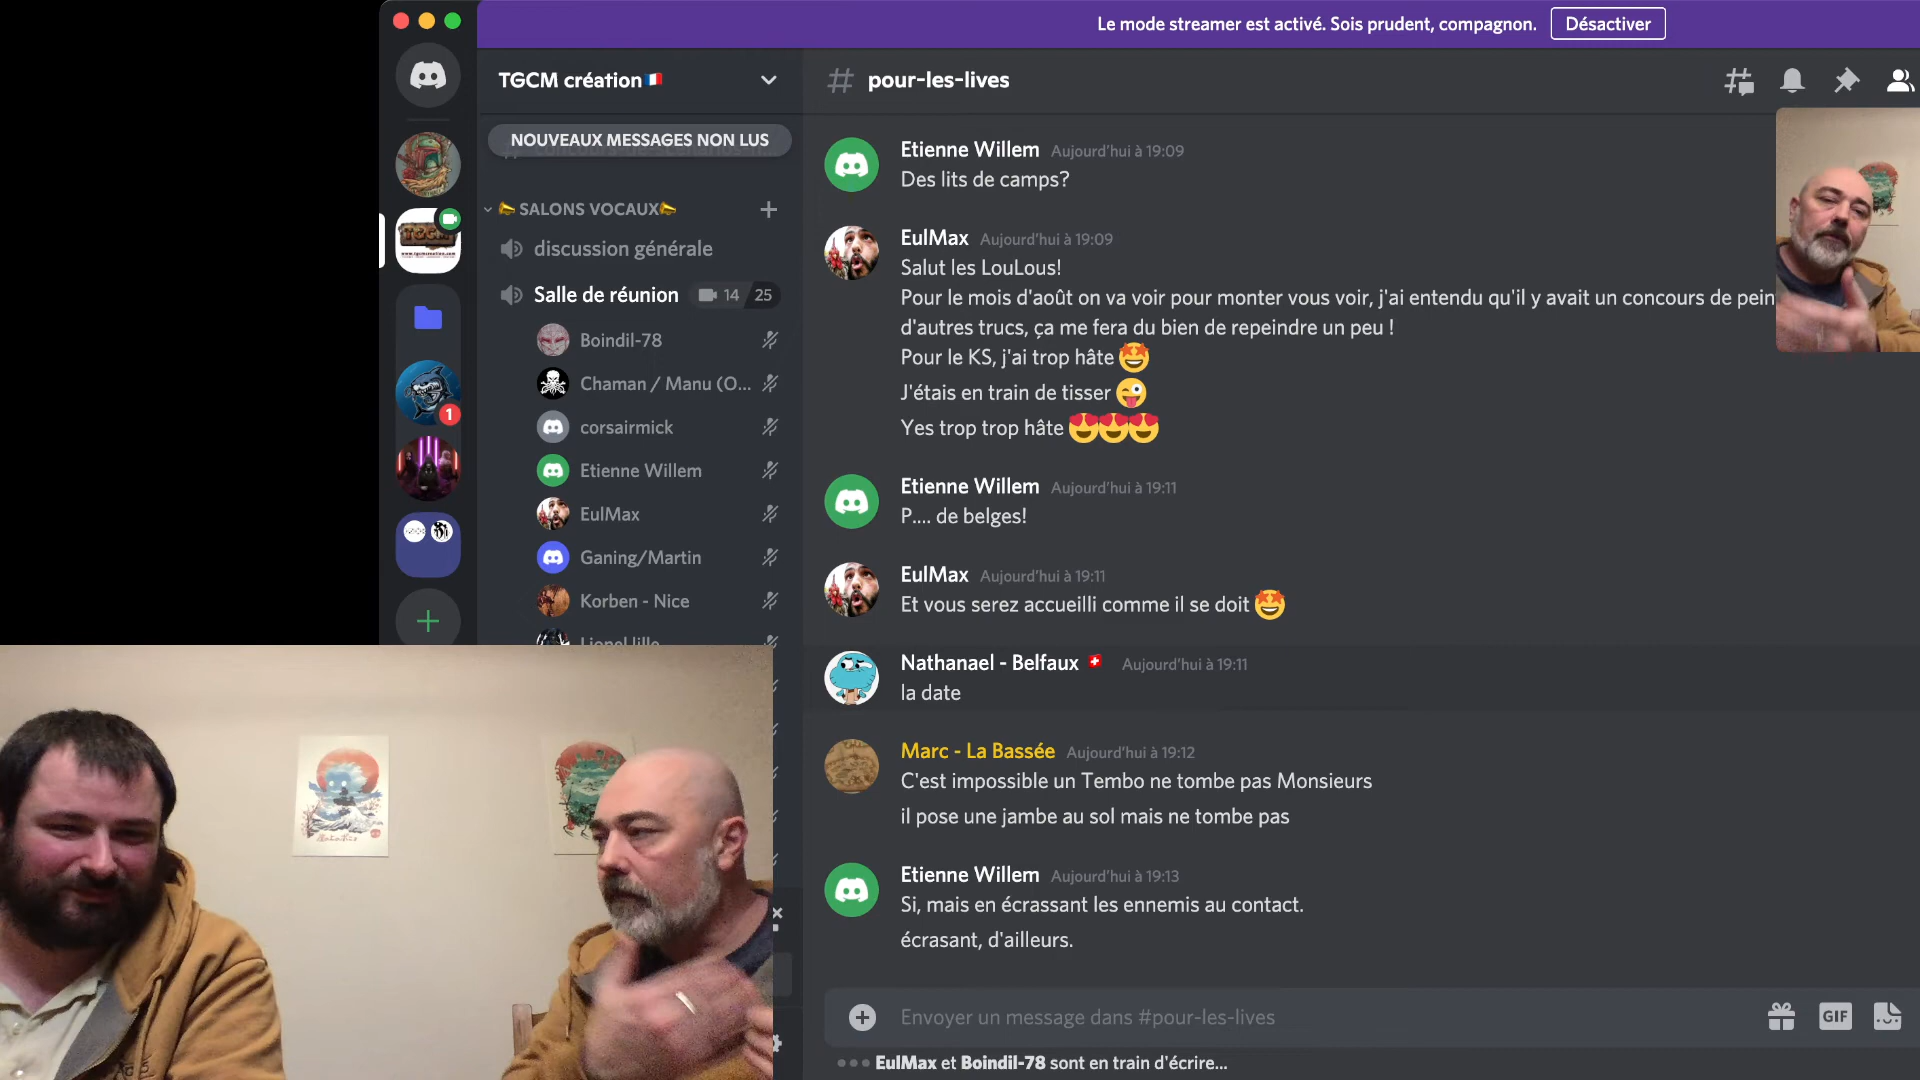 Le mode streamer est activé. Sois prudent, compagnon.
Désactiver
TGCM création
pour-les-lives
NOUVEAUX MESSAGES NON LUS
SALONS VOCAUX
discussion générale
Salle de réunion 14 25
Boindil-78
Chaman / Manu (O...
corsairmick
Etienne Willem
EulMax
Ganing/Martin
Korben - Nice
1
Etienne Willem Aujourd'hui à 19:09
Des lits de camps?
EulMax Aujourd'hui à 19:09
Salut les LouLous!
Pour le mois d'août on va voir pour monter vous voir, j'ai entendu qu'il y avait un concours de pein
d'autres trucs, ça me fera du bien de repeindre un peu !
Pour le KS, j'ai trop hâte
J'étais en train de tisser
Yes trop trop hâte
Etienne Willem Aujourd'hui à 19:11
P.... de belges!
EulMax Aujourd'hui à 19:11
Et vous serez accueilli comme il se doit
Nathanael - Belfaux Aujourd'hui à 19:11
la date
Marc - La Bassée Aujourd'hui à 19:12
C'est impossible un Tembo ne tombe pas Monsieurs
il pose une jambe au sol mais ne tombe pas
Etienne Willem Aujourd'hui à 19:13
Si, mais en écrassant les ennemis au contact.
écrasant, d'ailleurs.
Envoyer un message dans #pour-les-lives
GIF
EulMax et Boindil-78 sont en train d'écrire...